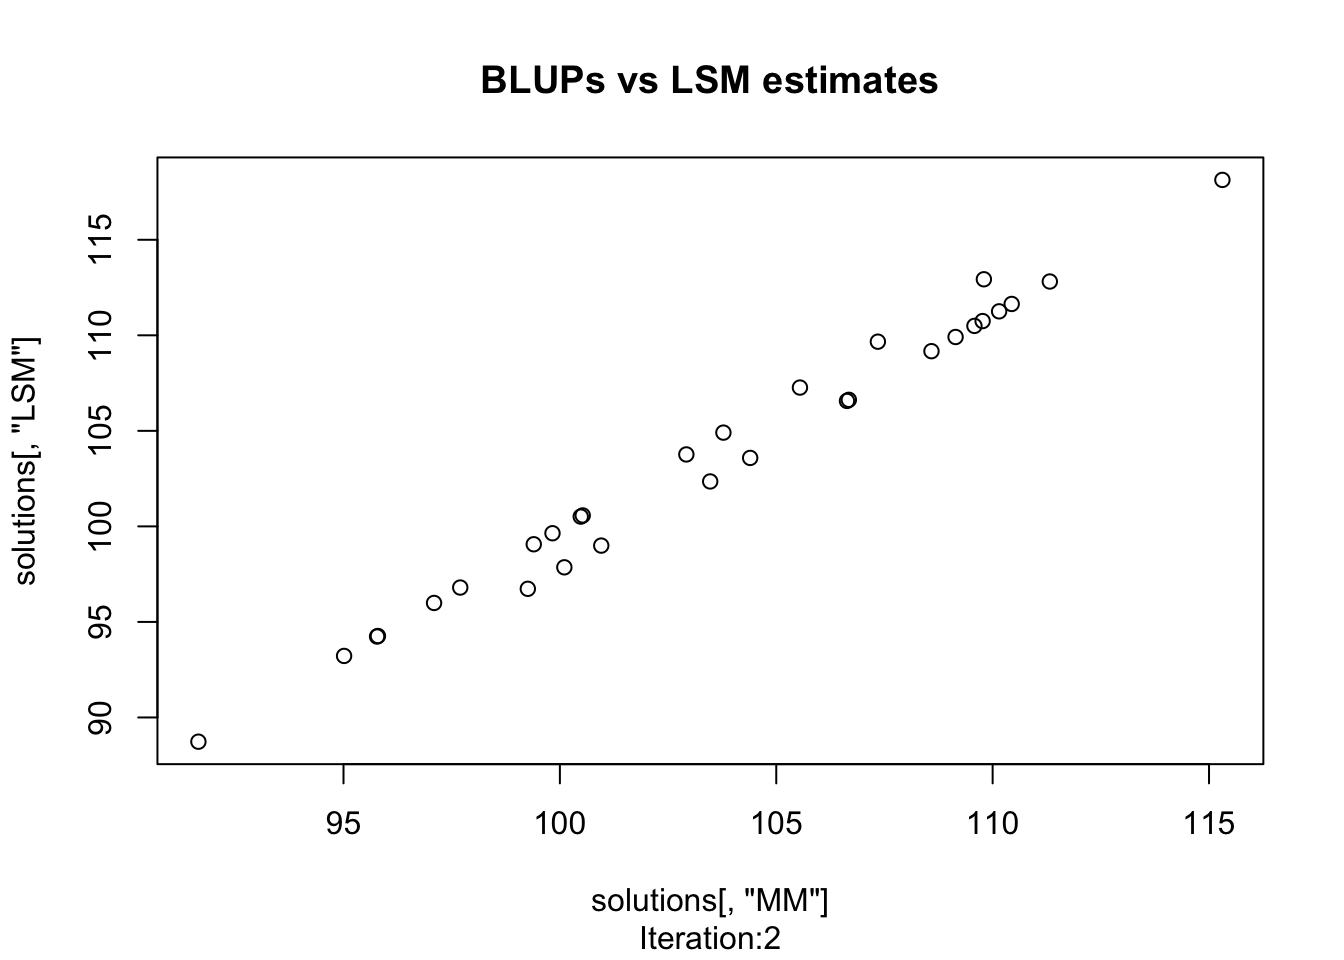 BLUPs vs LSM estimates
solutions[, "LSM"]
115
110
105
100
95
90
95 100 105 110 115
solutions[, "MM"]
Iteration:2